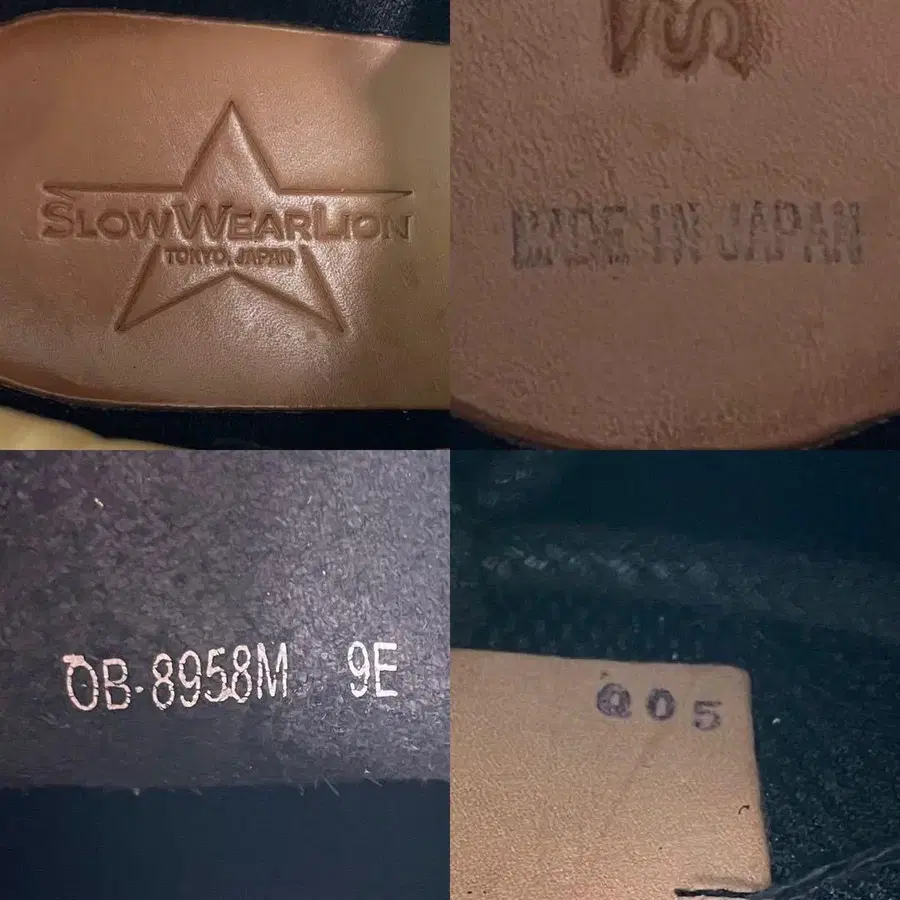 SLOWWEARLION
TOKYO, JAPAN
MADE IN JAPAN
OB-8958M 9E
Q05